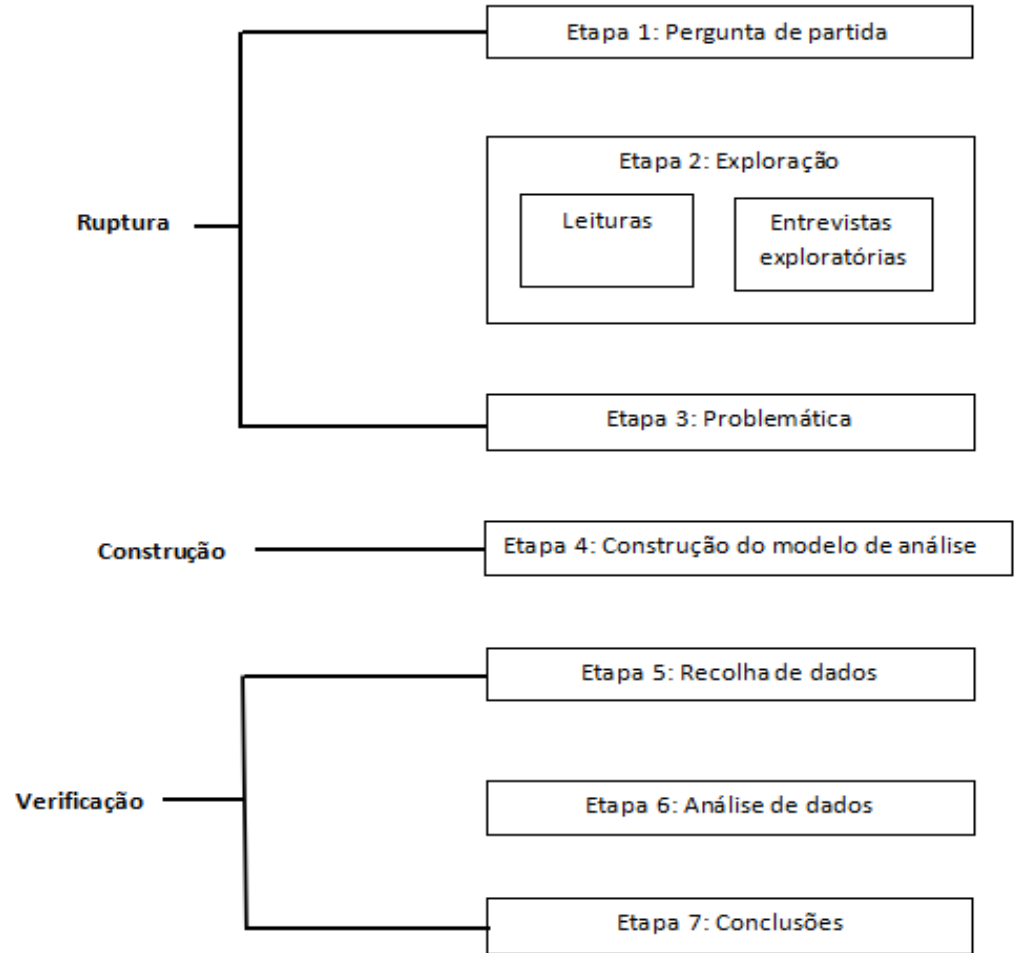 Etapa 1: Pergunta de partida
Etapa 2: Exploração
Leituras
Entrevistas
exploratórias
Ruptura
Etapa 3: Problemática
Construção
Etapa 4: Construção do modelo de análise
Etapa 5: Recolha de dados
Verificação
Etapa 6: Análise de dados
Etapa 7: Conclusões